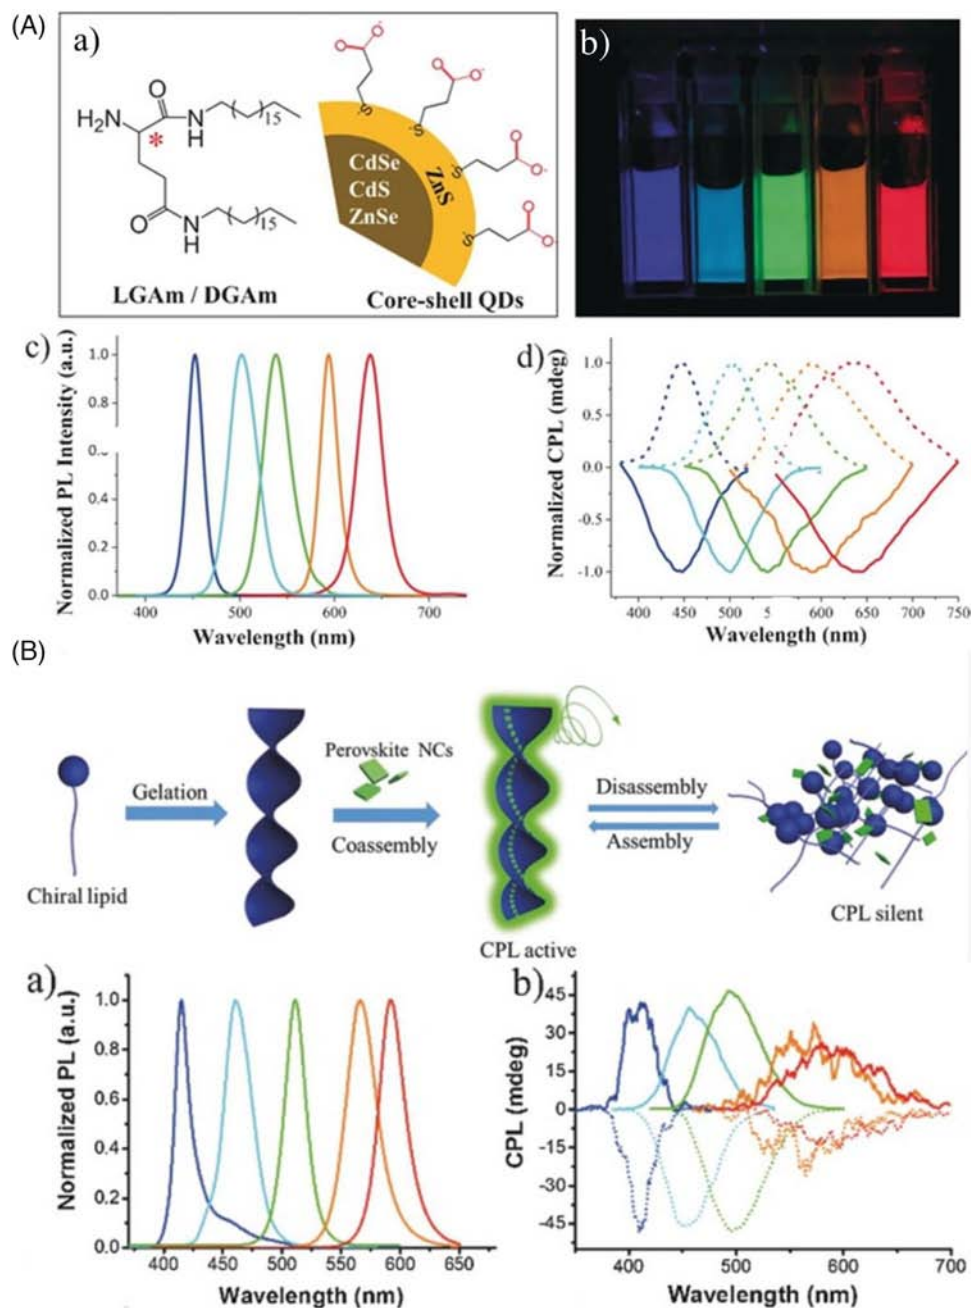 (A)
a)
O
H₂N
N
H
15
*
O
N
H
15
LGAm / DGAm
CdSe
CdS
ZnSe
ZnS
S
O
O
S
O
O
S
O
O
S
O
O
Core-shell QDs
b)
c)
Normalized PL Intensity (a.u.)
1.0
0.8
0.4
0.2
0.0
400
500
600
700
Wavelength (nm)
d)
Normalized CPL (mdeg)
1.0
0.5
0.0
-0.5
-1.0
400
450
500
5
600
650
700
750
Wavelength (nm)
(B)
Chiral lipid
Gelation
Perovskite NCs
Coassembly
CPL active
Disassembly
Assembly
CPL silent
a)
Normalized PL (a.u.)
1.0
0.8
0.6
0.4
0.2
0.0
400
450
500
550
600
650
Wavelength (nm)
b)
CPL (mdeg)
45
30
15
0
-15
-30
-45
400
500
600
700
Wavelength (nm)